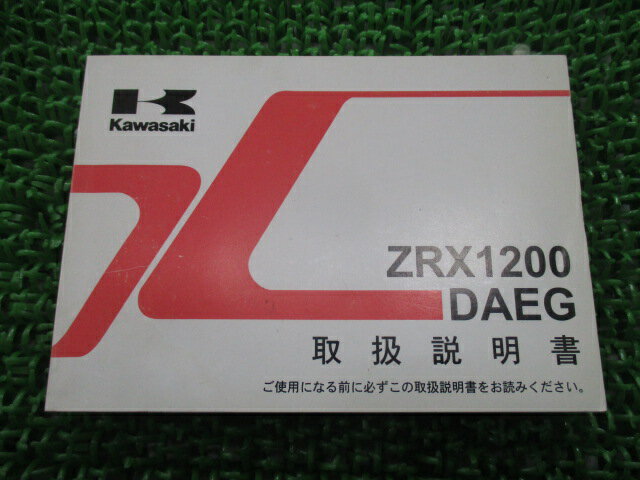 Kawasaki
ZRX1200
DAEG
取扱説明書
ご使用になる前に必ずこの取扱説明書をお読みください。